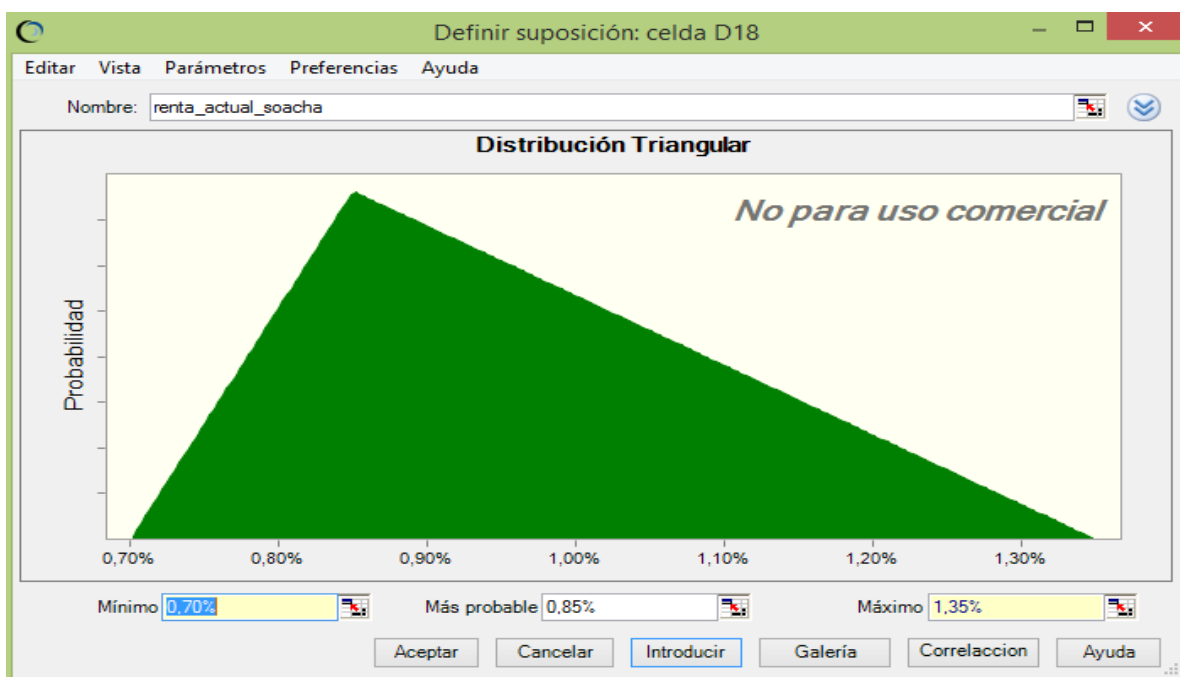 Definir suposición: celda D18
Editar Vista Parámetros Preferencias Ayuda
Nombre: renta_actual_soacha
Distribución Triangular
No para uso comercial
Probabilidad
0,70% 0,80% 0,90% 1,00% 1,10% 1,20% 1,30%
Mínimo 0,70% Más probable 0,85% Máximo 1,35%
Aceptar Cancelar Introducir Galería Correlaccion Ayuda